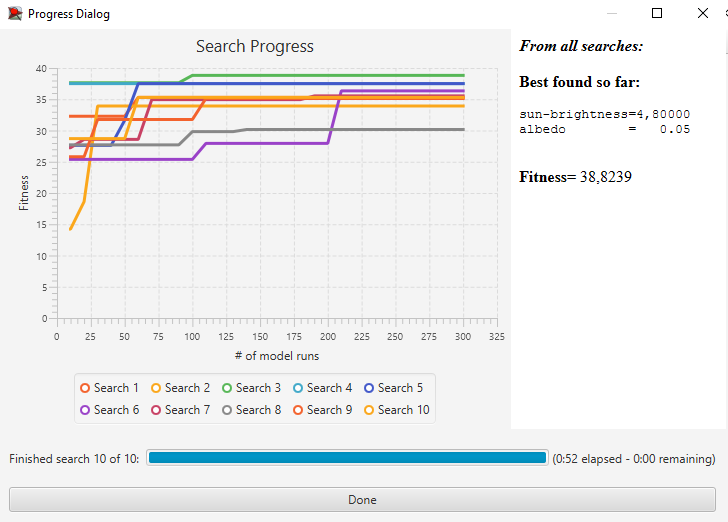 Progress Dialog
Search Progress
40
35
30
25
20
15
10
5
0
Fitness
0 25 50 75 100 125 150 175 200 225 250 275 300 325
# of model runs
Search 1 Search 2 Search 3 Search 4 Search 5
Search 6 Search 7 Search 8 Search 9 Search 10
From all searches:
Best found so far:
sun-brightness=4,80000
albedo = 0.05
Fitness= 38,8239
Finished search 10 of 10: (0:52 elapsed - 0:00 remaining)
Done